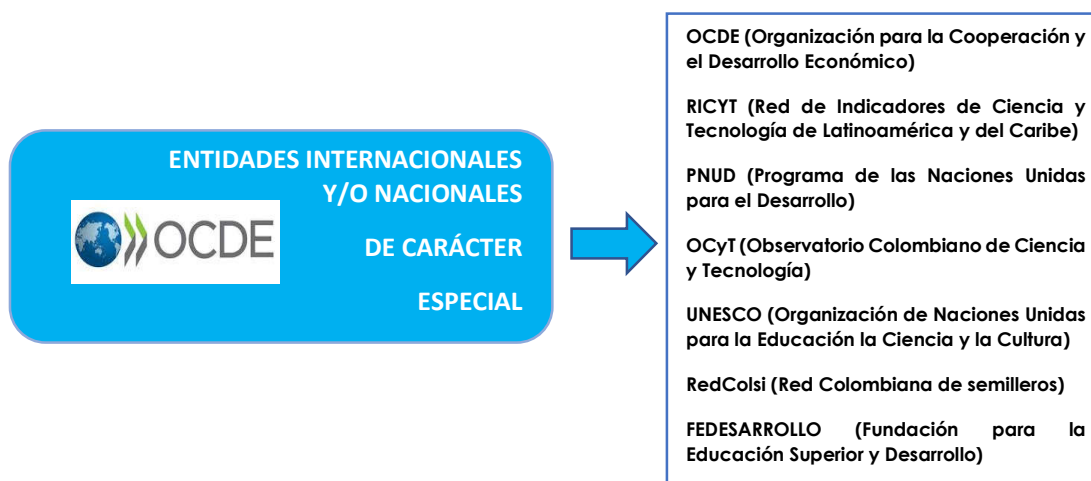 ENTIDADES INTERNACIONALES
Y/O NACIONALES
OCDE
DE CARÁCTER
ESPECIAL
OCDE (Organización para la Cooperación y
el Desarrollo Económico)
RICYT (Red de Indicadores de Ciencia y
Tecnología de Latinoamérica y del Caribe)
PNUD (Programa de las Naciones Unidas
para el Desarrollo)
OCyT (Observatorio Colombiano de Ciencia
y Tecnología)
UNESCO (Organización de Naciones Unidas
para la Educación la Ciencia y la Cultura)
RedColsi (Red Colombiana de semilleros)
FEDESARROLLO (Fundación para la
Educación Superior y Desarrollo)